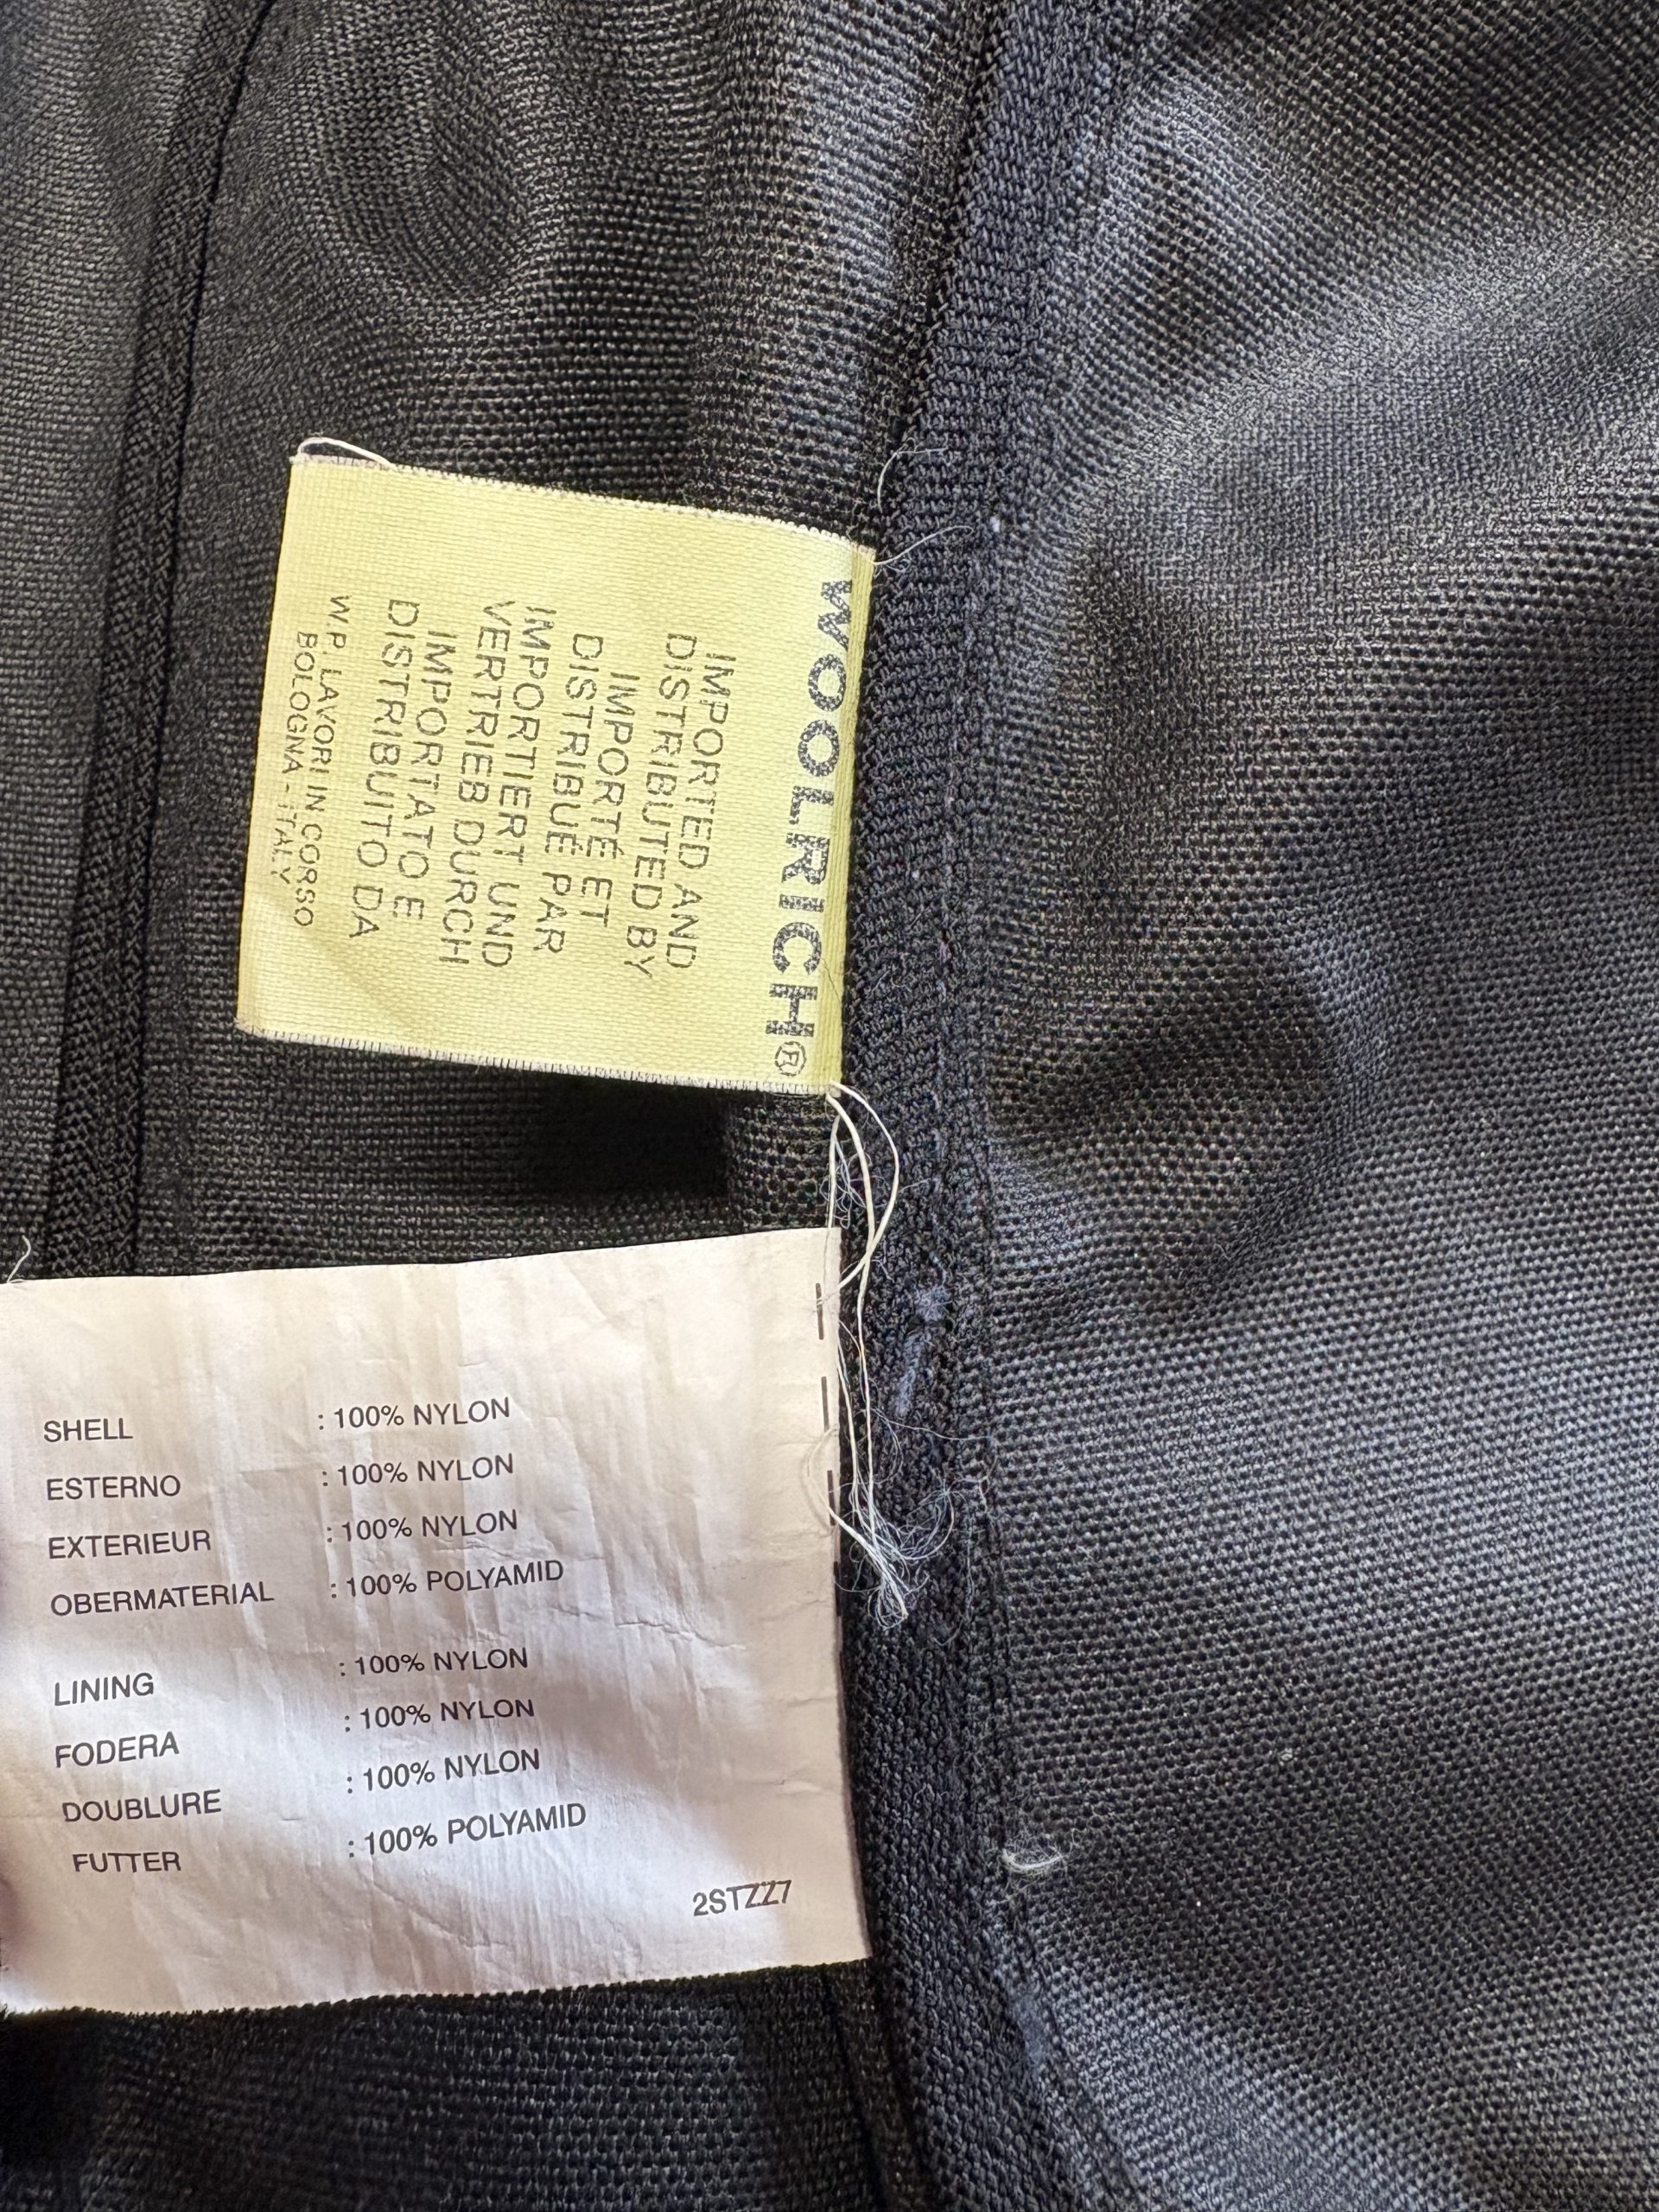 WOOLRICH®
IMPORTED AND
DISTRIBUTED BY
IMPORTÉ ET
DISTRIBUÉ PAR
IMPORTIERT UND
VERTRIEB DURCH
IMPORTATO E
DISTRIBUITO DA
W.P. LAVORI IN CORSO
BOLOGNA - ITALY
SHELL : 100% NYLON
ESTERNO : 100% NYLON
EXTERIEUR : 100% NYLON
OBERMATERIAL : 100% POLYAMID
LINING : 100% NYLON
FODERA : 100% NYLON
DOUBLURE : 100% NYLON
FUTTER : 100% POLYAMID
2STZZ7